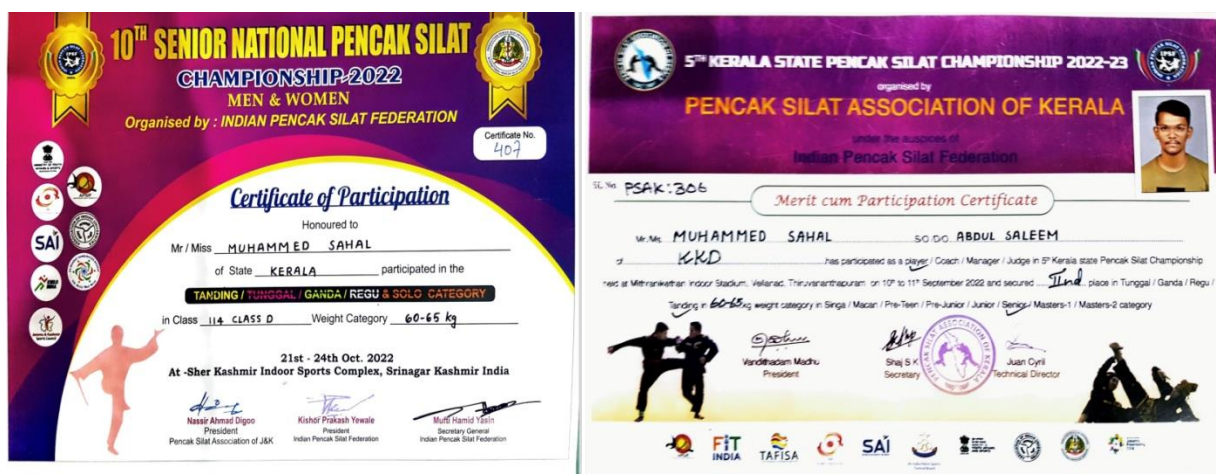 10TH SENIOR NATIONAL PENCAK SILAT
CHAMPIONSHIP-2022
MEN & WOMEN
Organised by : INDIAN PENCAK SILAT FEDERATION
Certificate No.
407
Certificate of Participation
Honoured to
Mr / Miss MUHAMMED SAHAL
of State KERALA participated in the
TANDING / TUNGGAL / GANDA / REGU & SOLO CATEGORY
in Class 114 CLASS D Weight Category 60-65 kg
21st - 24th Oct. 2022
At -Sher Kashmir Indoor Sports Complex, Srinagar Kashmir India
Nassir Ahmad Digoo
President
Pencak Silat Association of J&K
Kishor Prakash Yewale
President
Indian Pencak Silat Federation
Mufti Hamid Yasin
Secretary General
Indian Pencak Silat Federation
SAI
5TH KERALA STATE PENCAK SILAT CHAMPIONSHIP 2022-23
organised by
PENCAK SILAT ASSOCIATION OF KERALA
under the auspices of
Indian Pencak Silat Federation
SL No. PSAK:306
Merit cum Participation Certificate
Mr./Ms. MUHAMMED SAHAL S/O.D/O. ABDUL SALEEM
of KKD has participated as a player / Coach / Manager / Judge in 5th Kerala state Pencak Silat Championship
held at Mithranikethan Indoor Stadium, Vellanad, Thiruvananthapuram on 10th to 11th September 2022 and secured IInd place in Tunggal / Ganda / Regu /
Tanding in 60-65 kg weight category in Singa / Macan / Pre-Teen / Pre-Junior / Junior / Senior / Masters-1 / Masters-2 category
Vandithadam Madhu
President
Shaj S K
Secretary
Juan Cyril
Technical Director
PENCAK SILAT ASSOCIATION OF KERALA
FIT INDIA
TAFISA
SAI